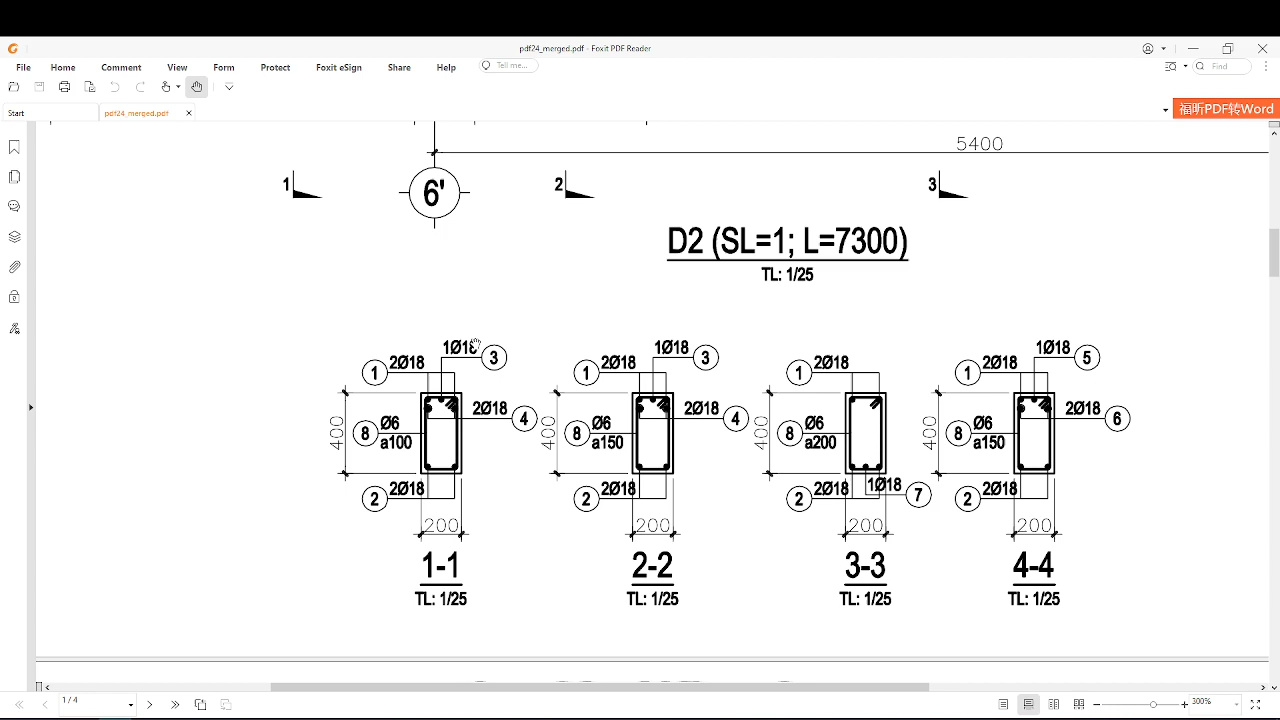 pdf24_merged.pdf - Foxit PDF Reader
File Home Comment View Form Protect Foxit eSign Share Help Tell me... Find
Start pdf24_merged.pdf
福昕PDF转Word
5400
1 6' 2 3
D2 (SL=1; L=7300)
TL: 1/25
1 2Ø18 1Ø18 3
8 Ø6 a100 2Ø18 4
400
2 2Ø18
200
1-1
TL: 1/25
1 2Ø18 1Ø18 3
8 Ø6 a150 2Ø18 4
400
2 2Ø18
200
2-2
TL: 1/25
1 2Ø18
8 Ø6 a200
400
2 2Ø18 1Ø18 7
200
3-3
TL: 1/25
1 2Ø18 1Ø18 5
8 Ø6 a150 2Ø18 6
400
2 2Ø18
200
4-4
TL: 1/25
1 / 4
300%